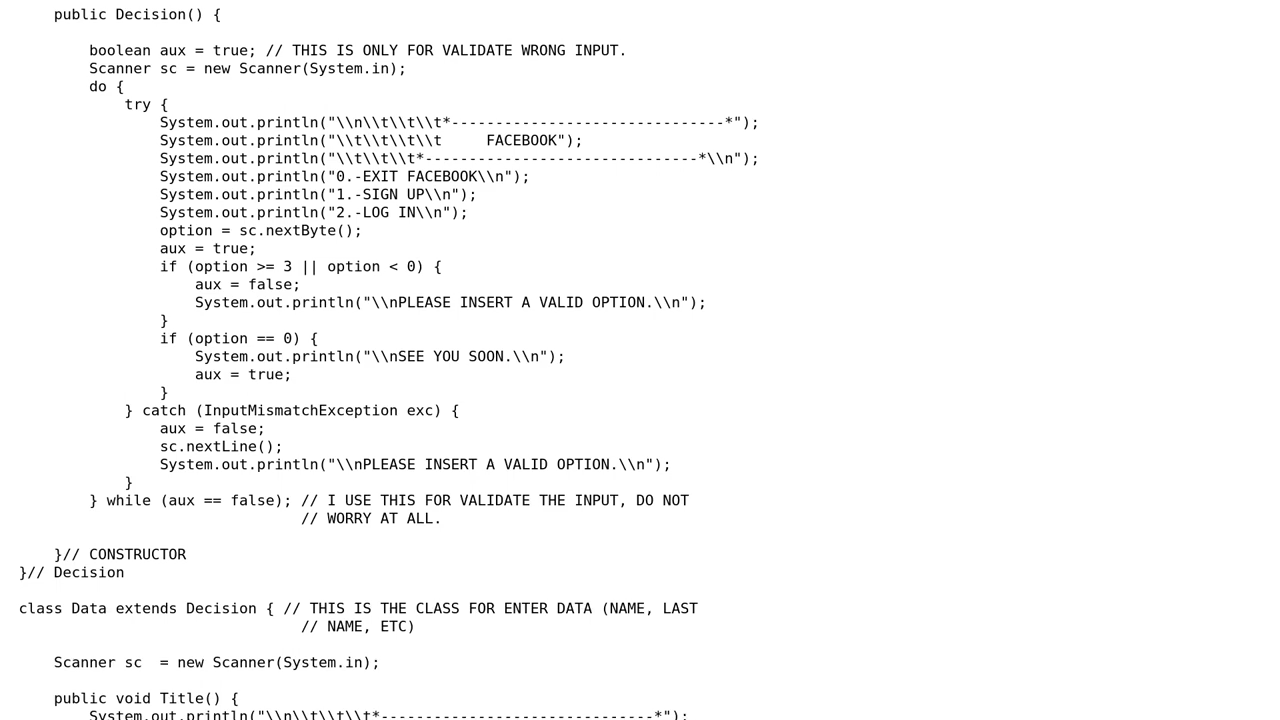 public Decision() {
boolean aux = true; // THIS IS ONLY FOR VALIDATE WRONG INPUT.
Scanner sc = new Scanner(System.in);
do {
try {
System.out.println("\\n\\t\\t\\t*-------------------------------*");
System.out.println("\\t\\t\\t\\t     FACEBOOK");
System.out.println("\\t\\t\\t*-------------------------------*\\n");
System.out.println("0.-EXIT FACEBOOK\\n");
System.out.println("1.-SIGN UP\\n");
System.out.println("2.-LOG IN\\n");
option = sc.nextByte();
aux = true;
if (option >= 3 || option < 0) {
aux = false;
System.out.println("\\nPLEASE INSERT A VALID OPTION.\\n");
}
if (option == 0) {
System.out.println("\\nSEE YOU SOON.\\n");
aux = true;
}
} catch (InputMismatchException exc) {
aux = false;
sc.nextLine();
System.out.println("\\nPLEASE INSERT A VALID OPTION.\\n");
}
} while (aux == false); // I USE THIS FOR VALIDATE THE INPUT, DO NOT
// WORRY AT ALL.
}// CONSTRUCTOR
}// Decision
class Data extends Decision { // THIS IS THE CLASS FOR ENTER DATA (NAME, LAST
// NAME, ETC)
Scanner sc  = new Scanner(System.in);
public void Title() {
System.out.println("\\n\\t\\t\\t*-------------------------------*");